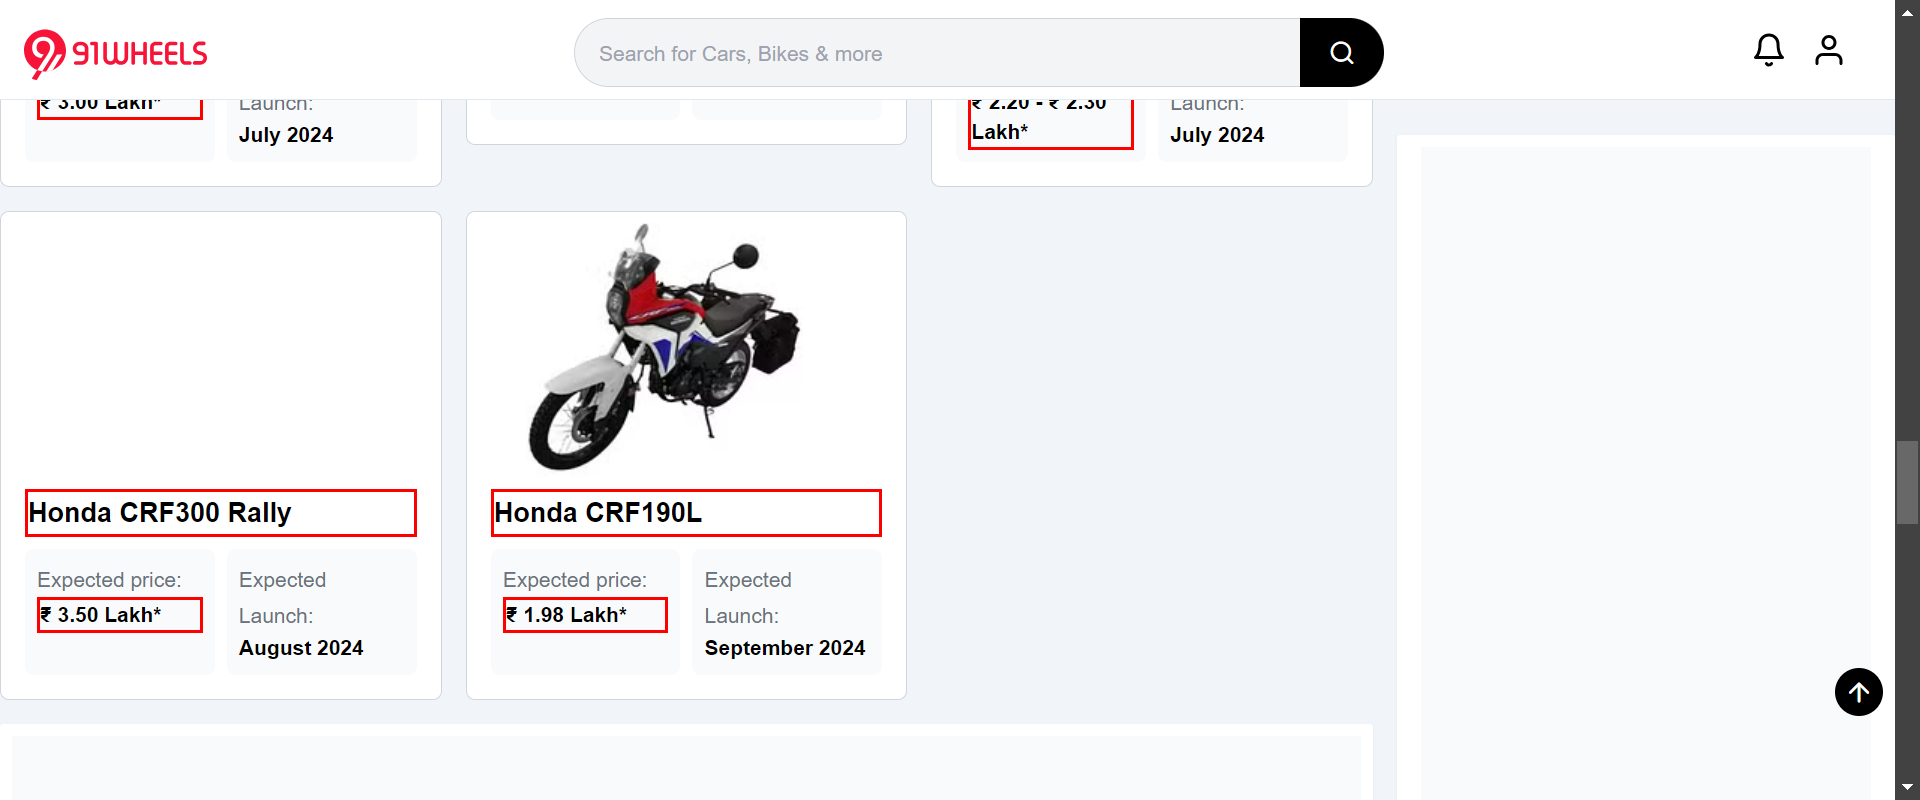 91WHEELS
Search for Cars, Bikes & more
₹ 3.00 Lakh*
Launch:
July 2024
₹ 2.20 - ₹ 2.30
Lakh*
Launch:
July 2024
Honda CRF300 Rally
Expected price:
₹ 3.50 Lakh*
Expected
Launch:
August 2024
Honda CRF190L
Expected price:
₹ 1.98 Lakh*
Expected
Launch:
September 2024